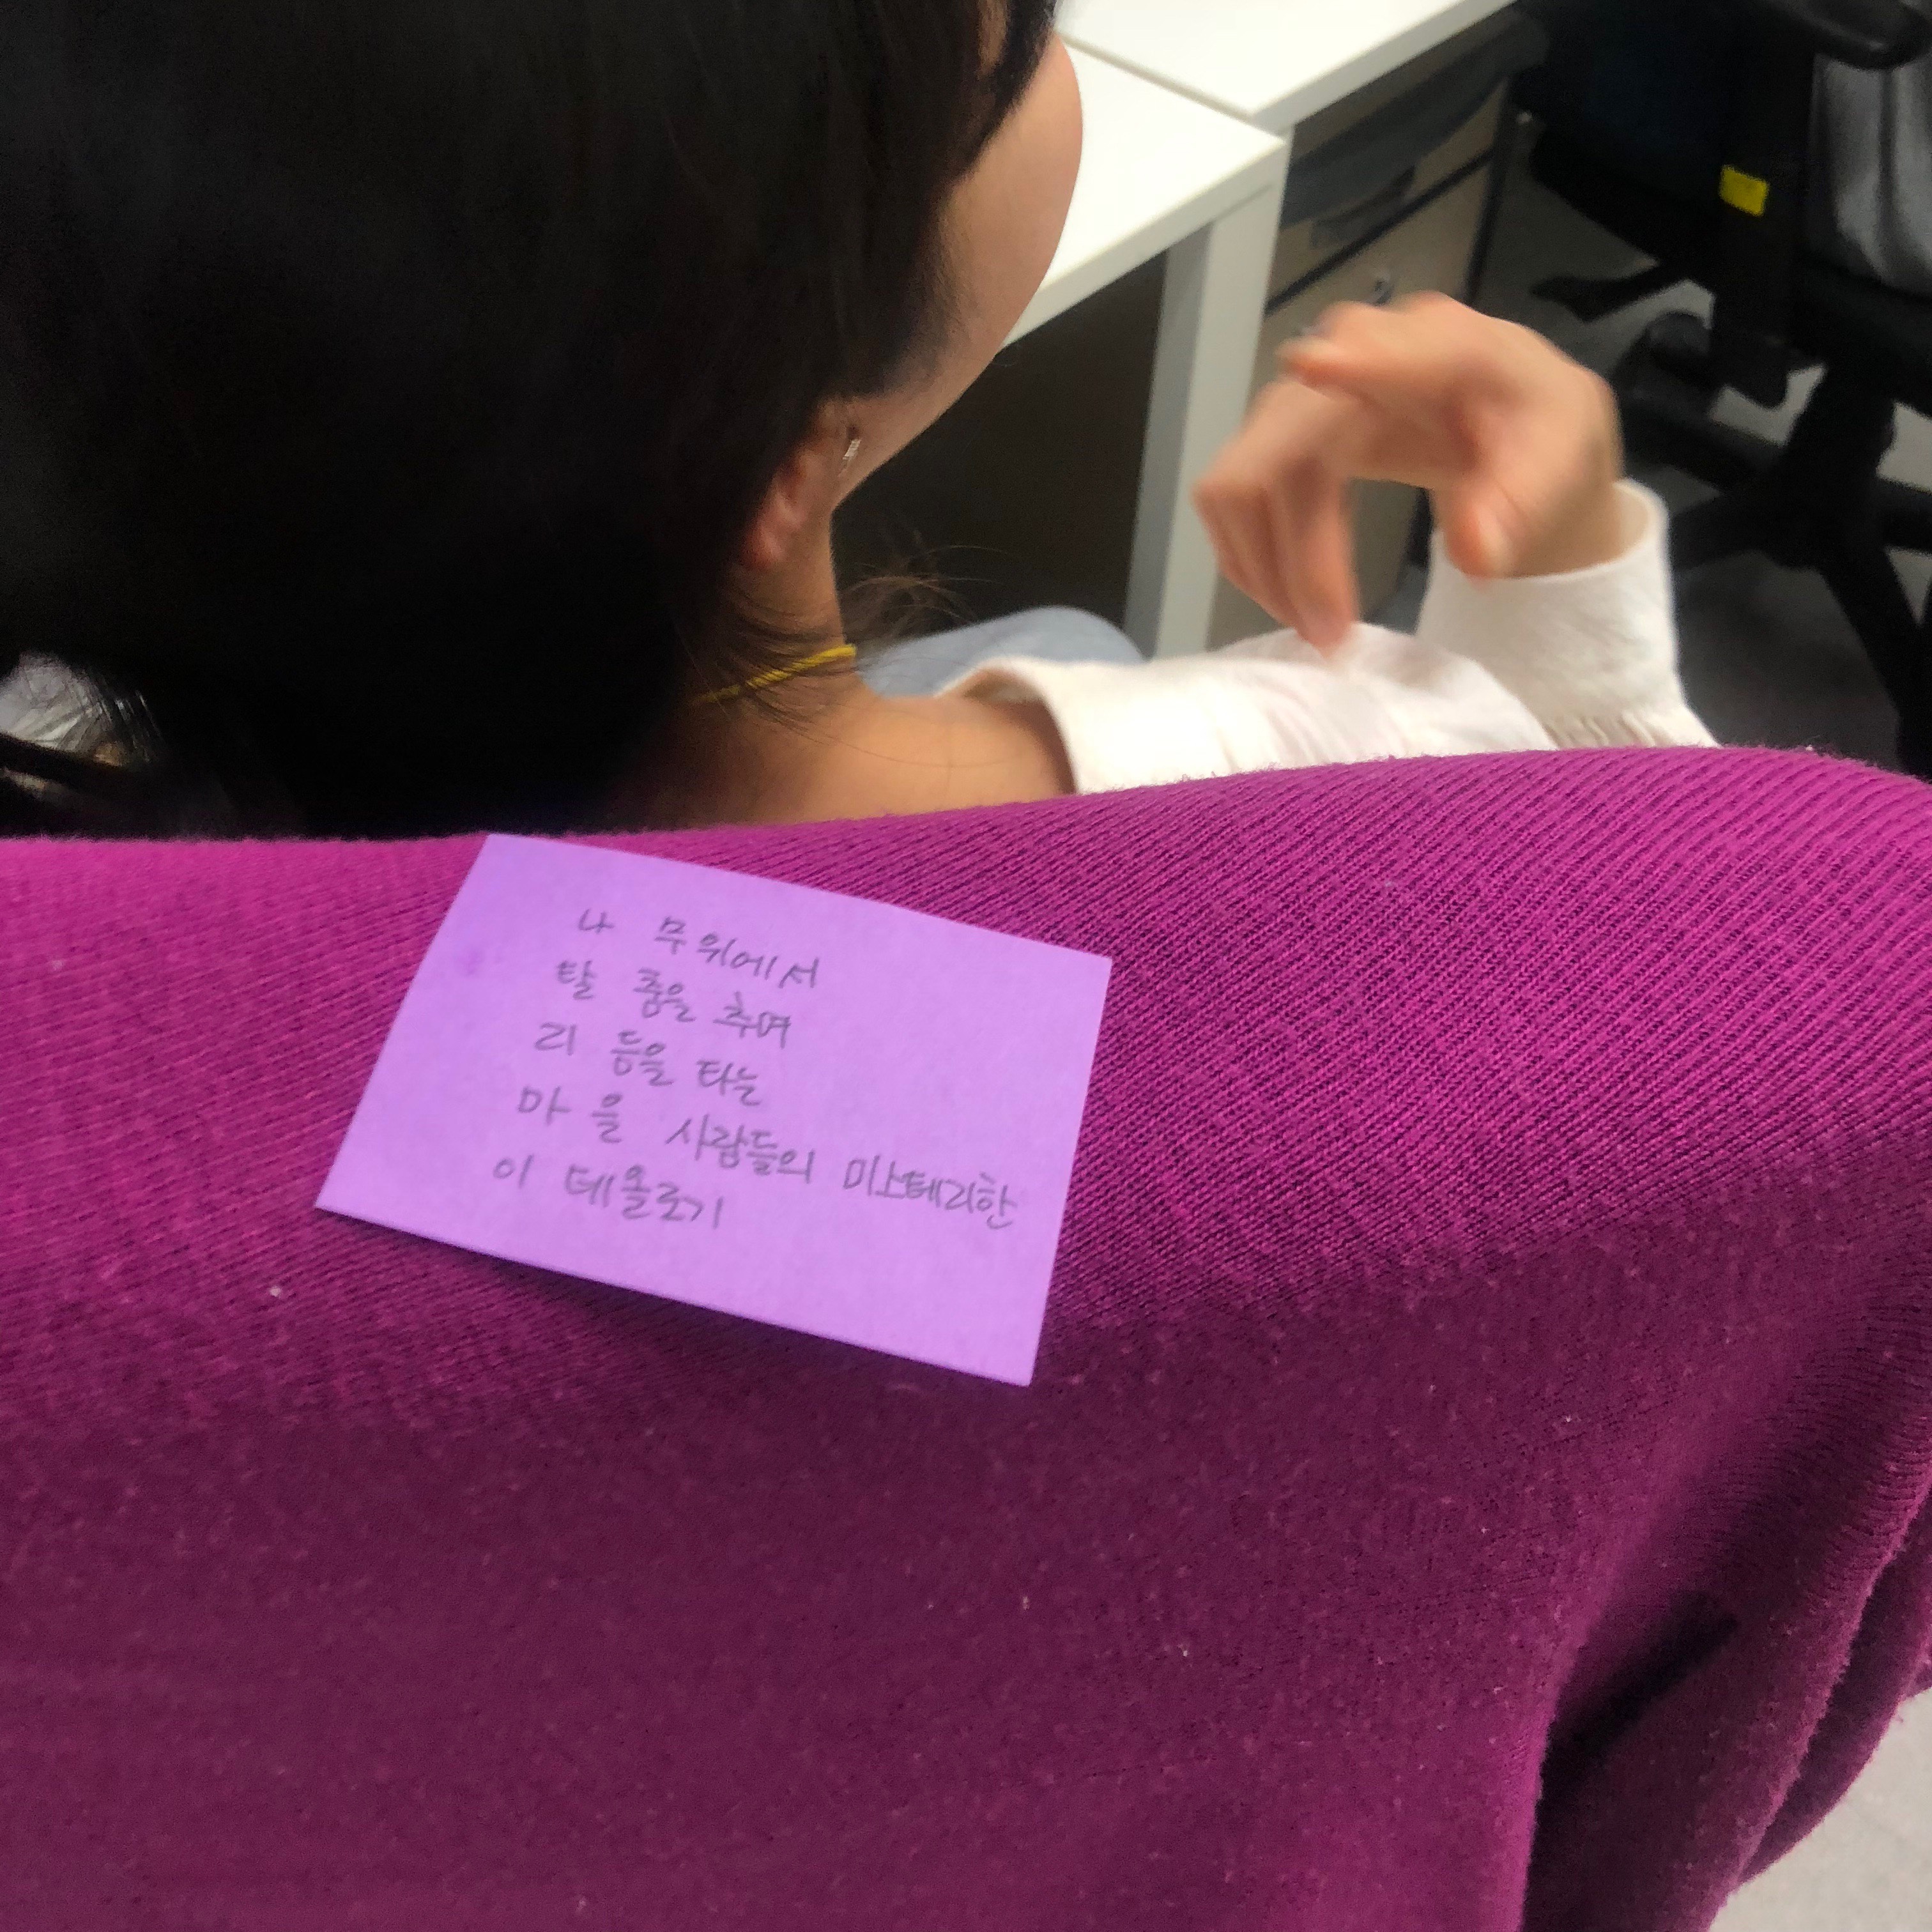 나 무위에서
탈 춤을 추며
리 듬을 타는
마 을 사람들의 미스테리한
이 테올로기